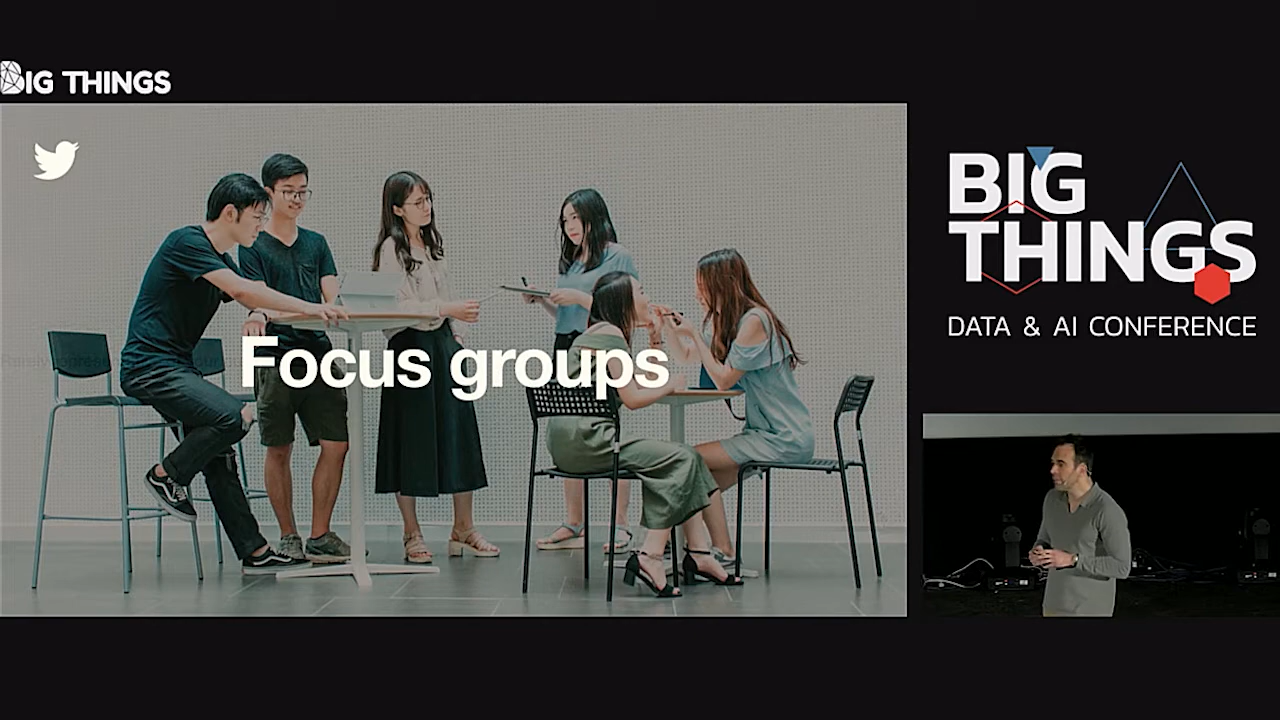 BIG THINGS
Focus groups
BIG
THINGS
DATA & AI CONFERENCE